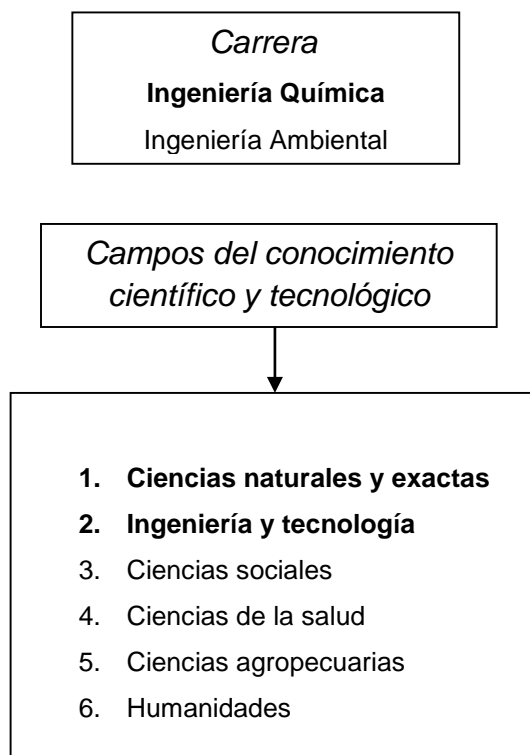 Carrera
Ingeniería Química
Ingeniería Ambiental
Campos del conocimiento
científico y tecnológico
1. Ciencias naturales y exactas
2. Ingeniería y tecnología
3. Ciencias sociales
4. Ciencias de la salud
5. Ciencias agropecuarias
6. Humanidades